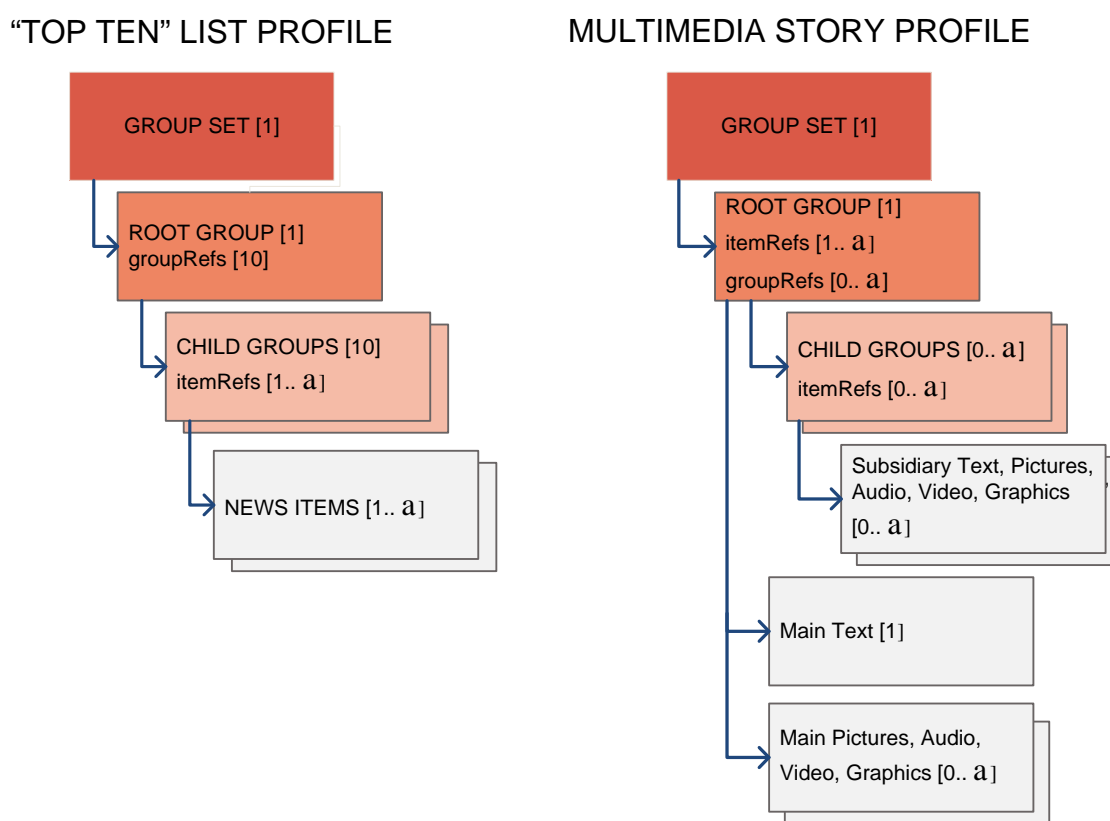 “TOP TEN” LIST PROFILE
GROUP SET [1]
ROOT GROUP [1]
groupRefs [10]
CHILD GROUPS [10]
itemRefs [1.. a]
NEWS ITEMS [1.. a]
MULTIMEDIA STORY PROFILE
GROUP SET [1]
ROOT GROUP [1]
itemRefs [1.. a]
groupRefs [0.. a]
CHILD GROUPS [0.. a]
itemRefs [0.. a]
Subsidiary Text, Pictures,
Audio, Video, Graphics
[0.. a]
Main Text [1]
Main Pictures, Audio,
Video, Graphics [0.. a]